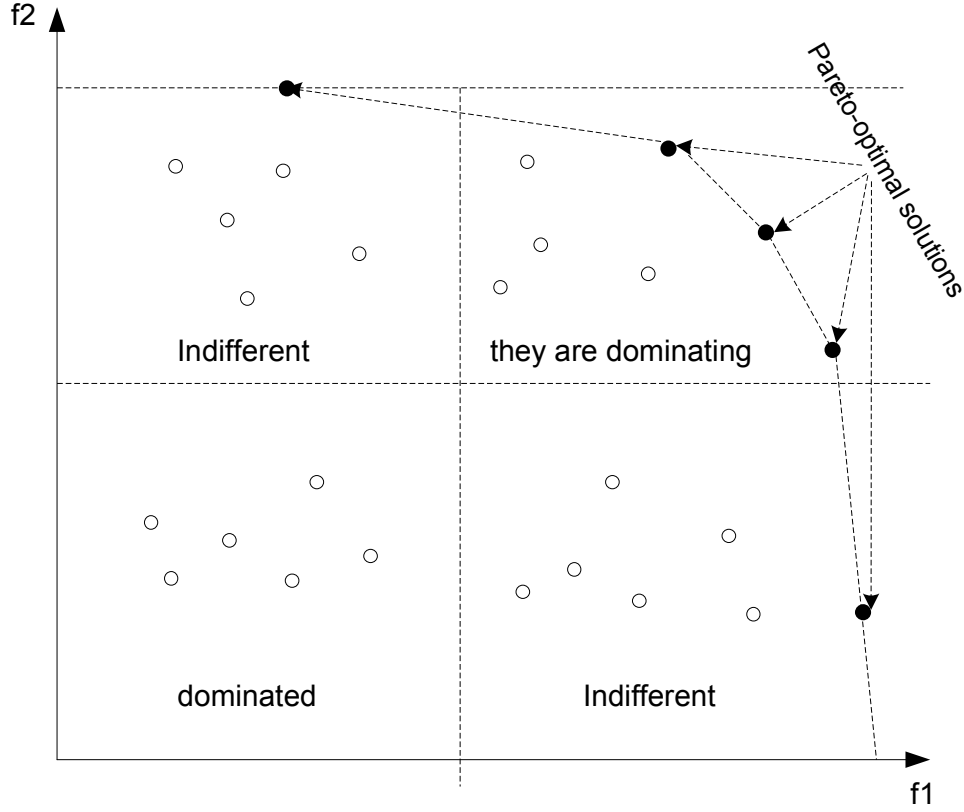 f2
Pareto-optimal solutions
Indifferent
they are dominating
dominated
Indifferent
f1